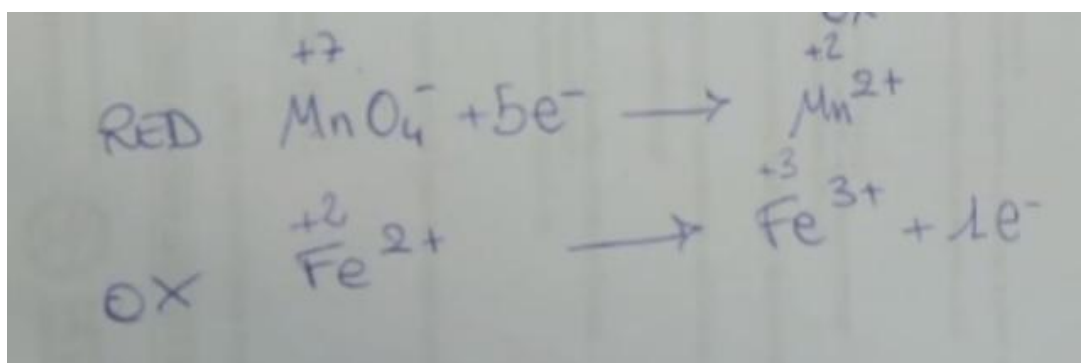 +7 +2
RED MnO₄⁻ + 5e⁻ → Mn²⁺
+2 +3
OX Fe²⁺ → Fe³⁺ + 1e⁻